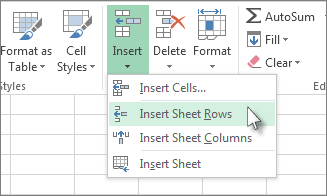 Format as
Table
Cell
Styles
Insert
Delete
Format
AutoSum
Fill
Clear
Styles
Insert Cells...
Insert Sheet Rows
Insert Sheet Columns
Insert Sheet